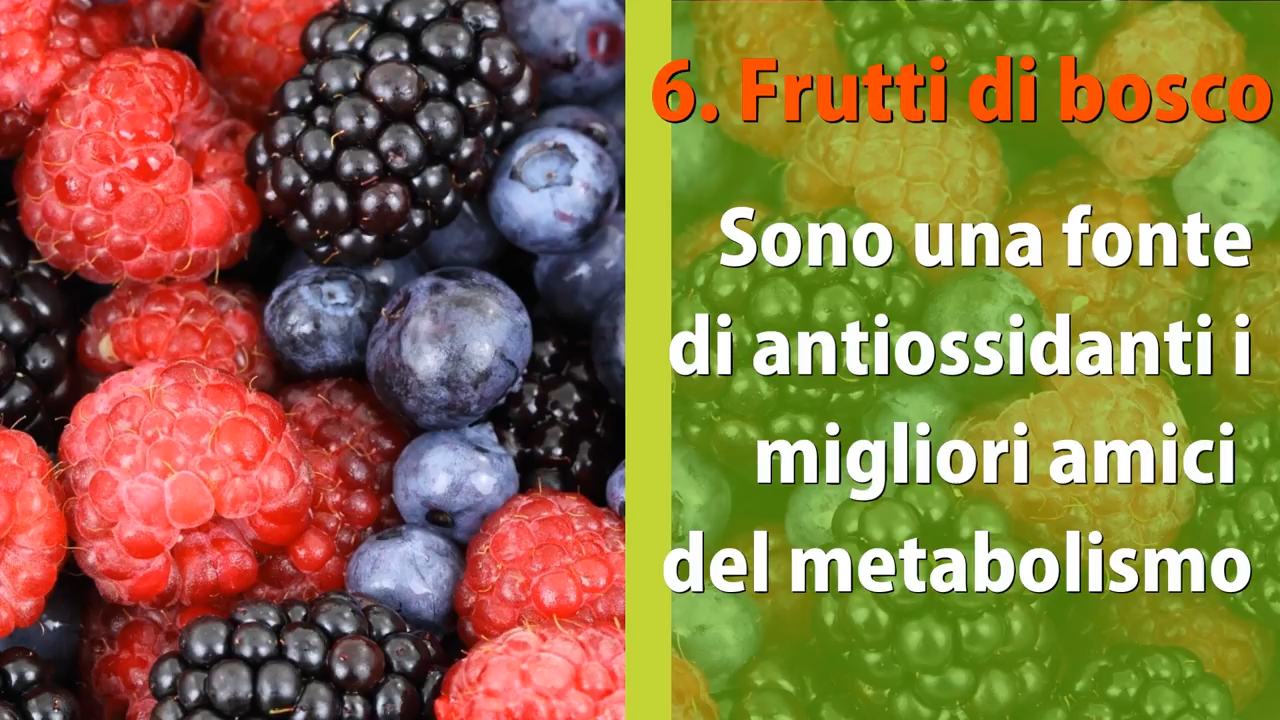 6. Frutti di bosco
Sono una fonte
di antiossidanti i
migliori amici
del metabolismo